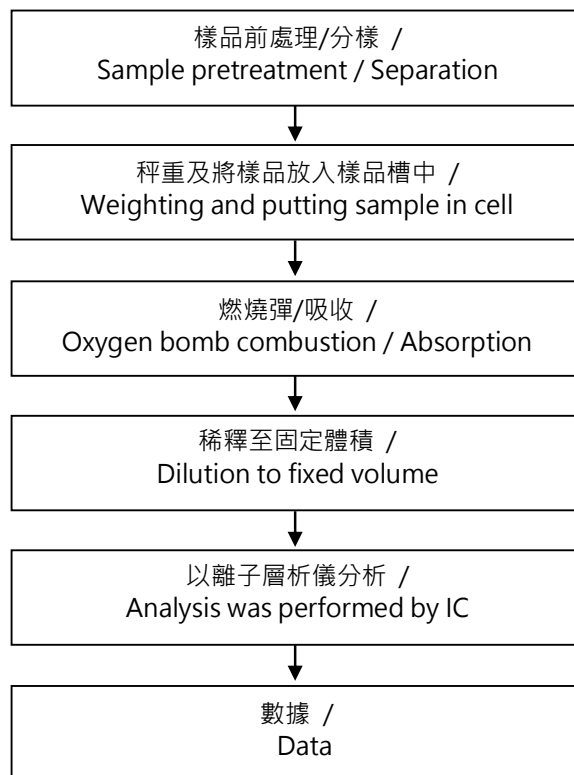 樣品前處理/分樣 /
Sample pretreatment / Separation
秤重及將樣品放入樣品槽中 /
Weighting and putting sample in cell
燃燒彈/吸收 /
Oxygen bomb combustion / Absorption
稀釋至固定體積 /
Dilution to fixed volume
以離子層析儀分析 /
Analysis was performed by IC
數據 /
Data